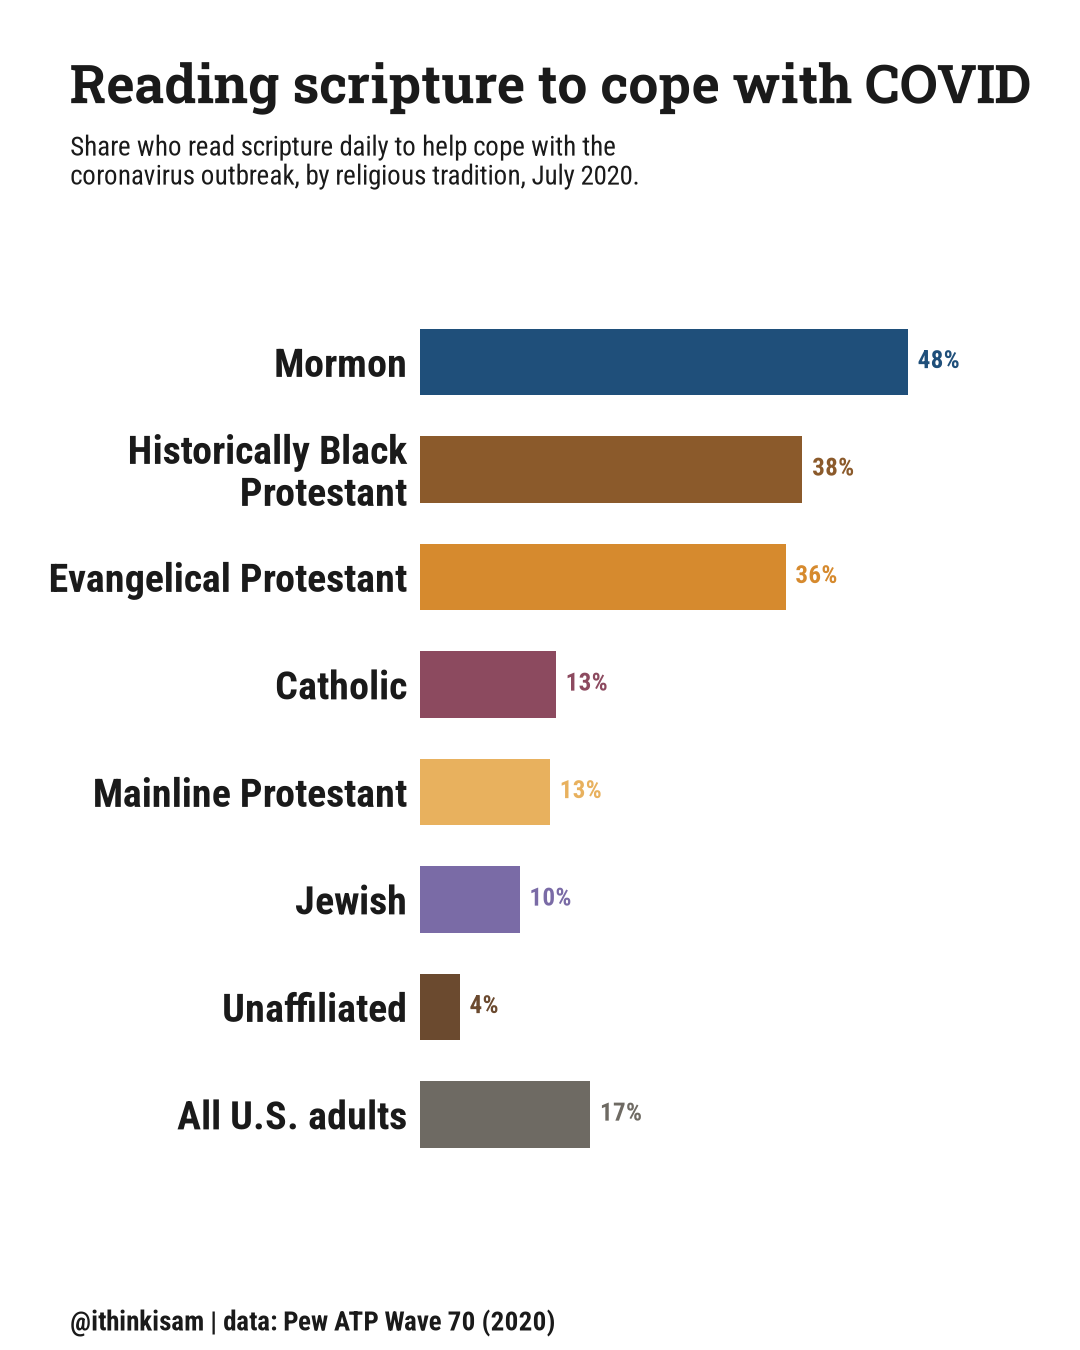 Reading scripture to cope with COVID
Share who read scripture daily to help cope with the
coronavirus outbreak, by religious tradition, July 2020.
Mormon 48%
Historically Black
Protestant 38%
Evangelical Protestant 36%
Catholic 13%
Mainline Protestant 13%
Jewish 10%
Unaffiliated 4%
All U.S. adults 17%
@ithinkisam | data: Pew ATP Wave 70 (2020)